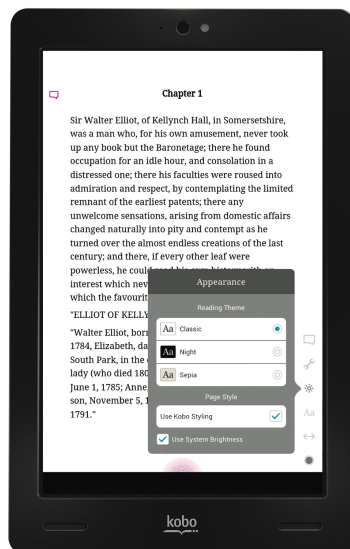 Chapter 1
Sir Walter Elliot, of Kellynch Hall, in Somersetshire,
was a man who, for his own amusement, never took
up any book but the Baronetage; there he found
occupation for an idle hour, and consolation in a
distressed one; there his faculties were roused into
admiration and respect, by contemplating the limited
remnant of the earliest patents; there any
unwelcome sensations, arising from domestic affairs
changed naturally into pity and contempt as he
turned over the almost endless creations of the last
century; and there, if every other leaf were
powerless, he could
interest which nev
which the favourit
"ELLIOT OF KELLY
"Walter Elliot, born
1784, Elizabeth, da
South Park, in the
lady (who died 180
June 1, 1785; Anne
son, November 5, 1
1791."
Appearance
Reading Theme
Aa Classic
Aa Night
Aa Sepia
Page Style
Use Kobo Styling
Use System Brightness
Aa
kobo